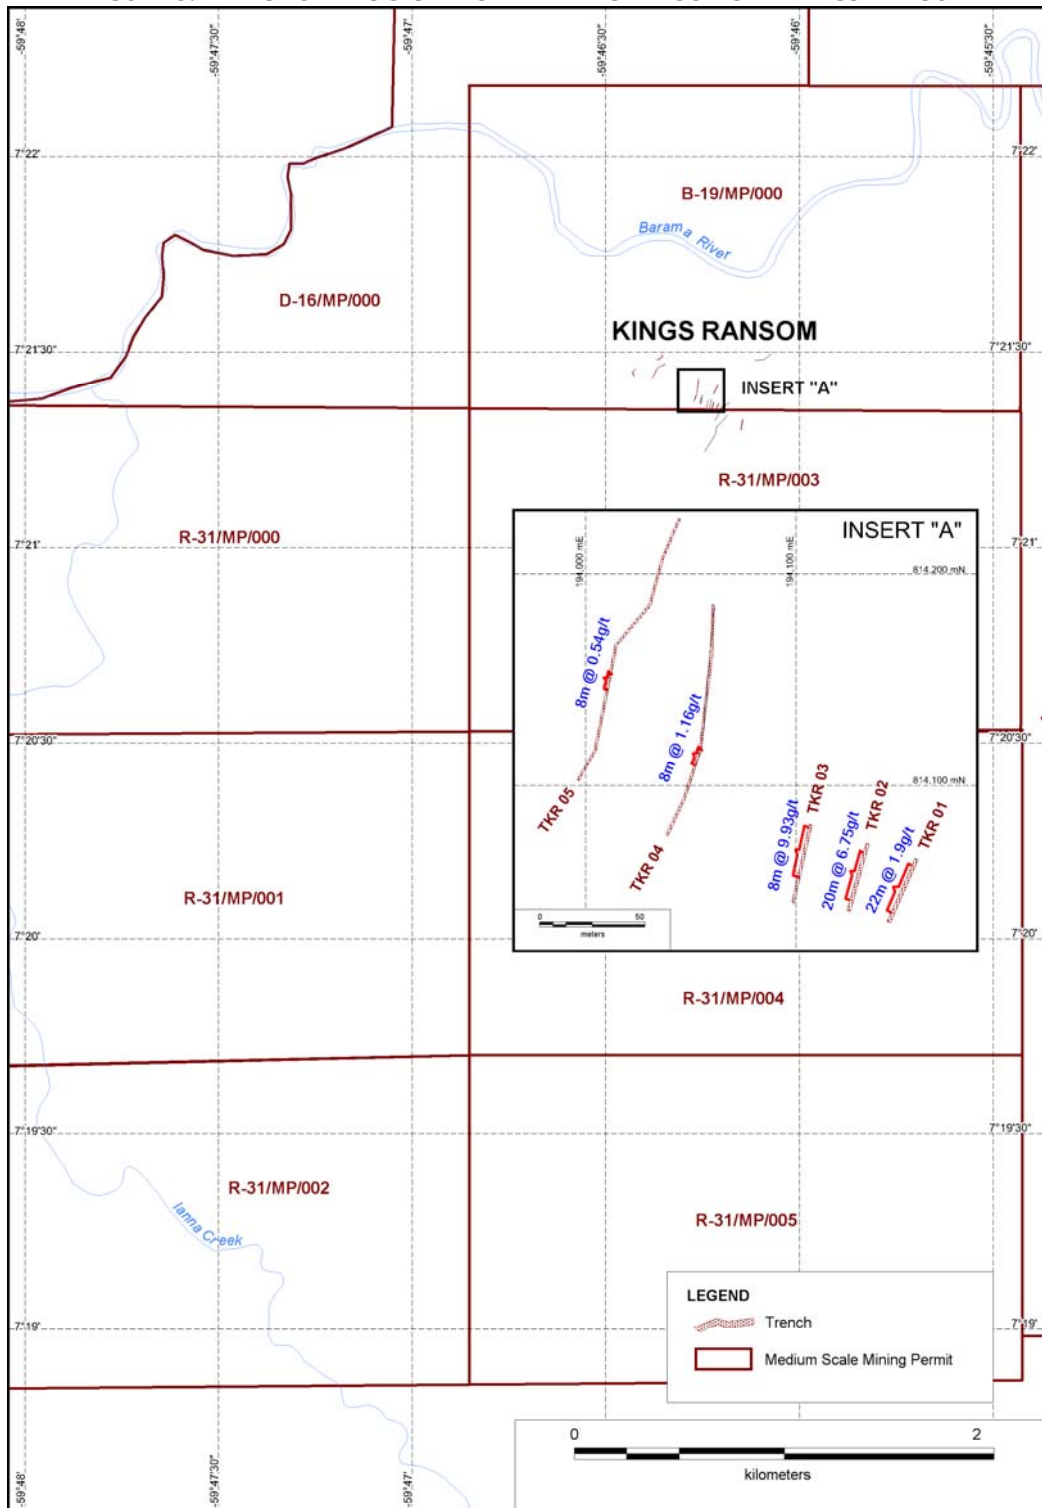 -59°48'
-59°47'30"
-59°47'
-59°46'30"
-59°46'
-59°45'30"
7°22'
7°22'
B-19/MP/000
Barama River
D-16/MP/000
KINGS RANSOM
7°21'30"
7°21'30"
INSERT "A"
R-31/MP/003
R-31/MP/000
INSERT "A"
7°21'
7°21'
194,000 mE
194,100 mE
814,200 mN
8m @ 0.54g/t
8m @ 1.16g/t
7°20'30"
7°20'30"
814,100 mN
TKR 05
TKR 04
TKR 03
TKR 02
TKR 01
8m @ 9.93g/t
20m @ 6.75g/t
22m @ 1.9g/t
R-31/MP/001
0 50
meters
7°20'
7°20'
R-31/MP/004
7°19'30"
7°19'30"
R-31/MP/002
Ianna Creek
R-31/MP/005
LEGEND
Trench
Medium Scale Mining Permit
7°19'
7°19'
0 2
kilometers
-59°48'
-59°47'30"
-59°47'